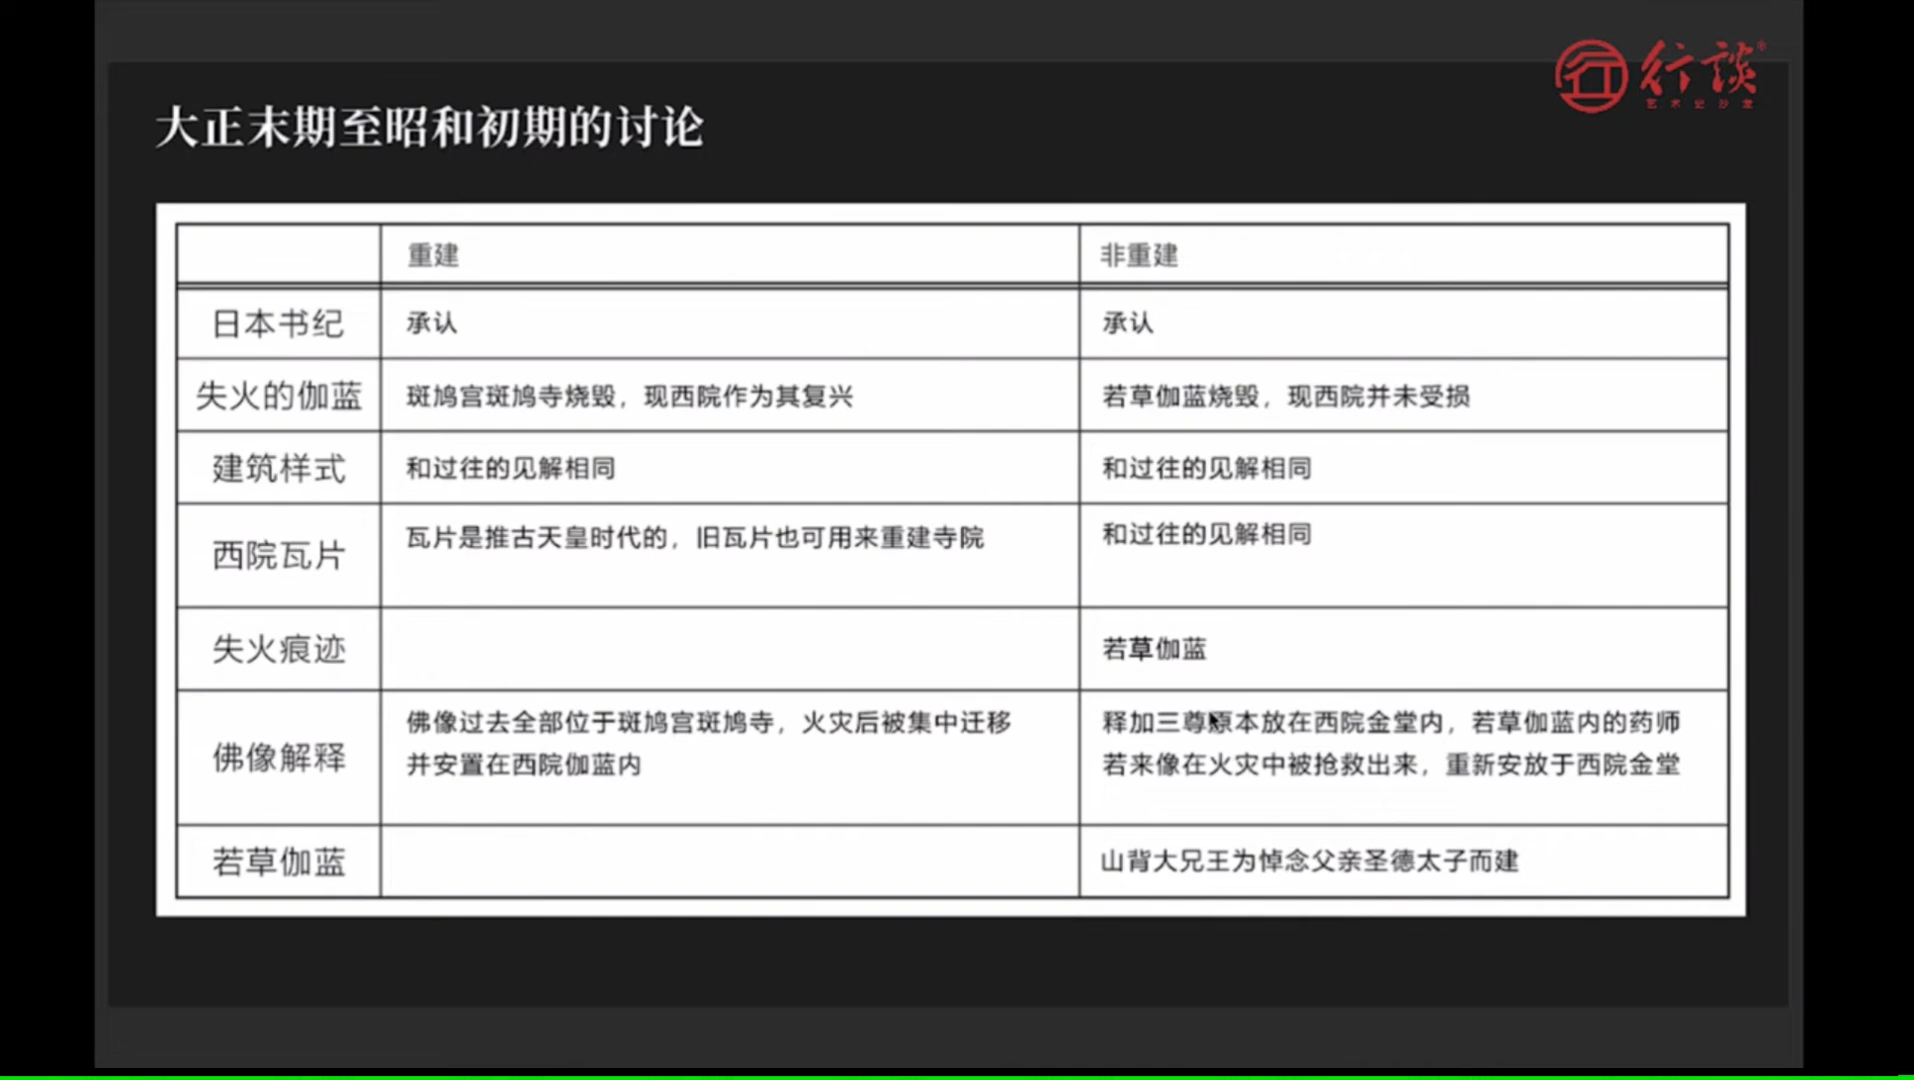 行談®
艺术史沙龙
大正末期至昭和初期的讨论
重建 非重建
日本书纪 承认 承认
失火的伽蓝 斑鸠宫斑鸠寺烧毁，现西院作为其复兴 若草伽蓝烧毁，现西院并未受损
建筑样式 和过往的见解相同 和过往的见解相同
西院瓦片 瓦片是推古天皇时代的，旧瓦片也可用来重建寺院 和过往的见解相同
失火痕迹 若草伽蓝
佛像解释 佛像过去全部位于斑鸠宫斑鸠寺，火灾后被集中迁移
并安置在西院伽蓝内
释加三尊原本放在西院金堂内，若草伽蓝内的药师
若来像在火灾中被抢救出来，重新安放于西院金堂
若草伽蓝 山背大兄王为悼念父亲圣德太子而建